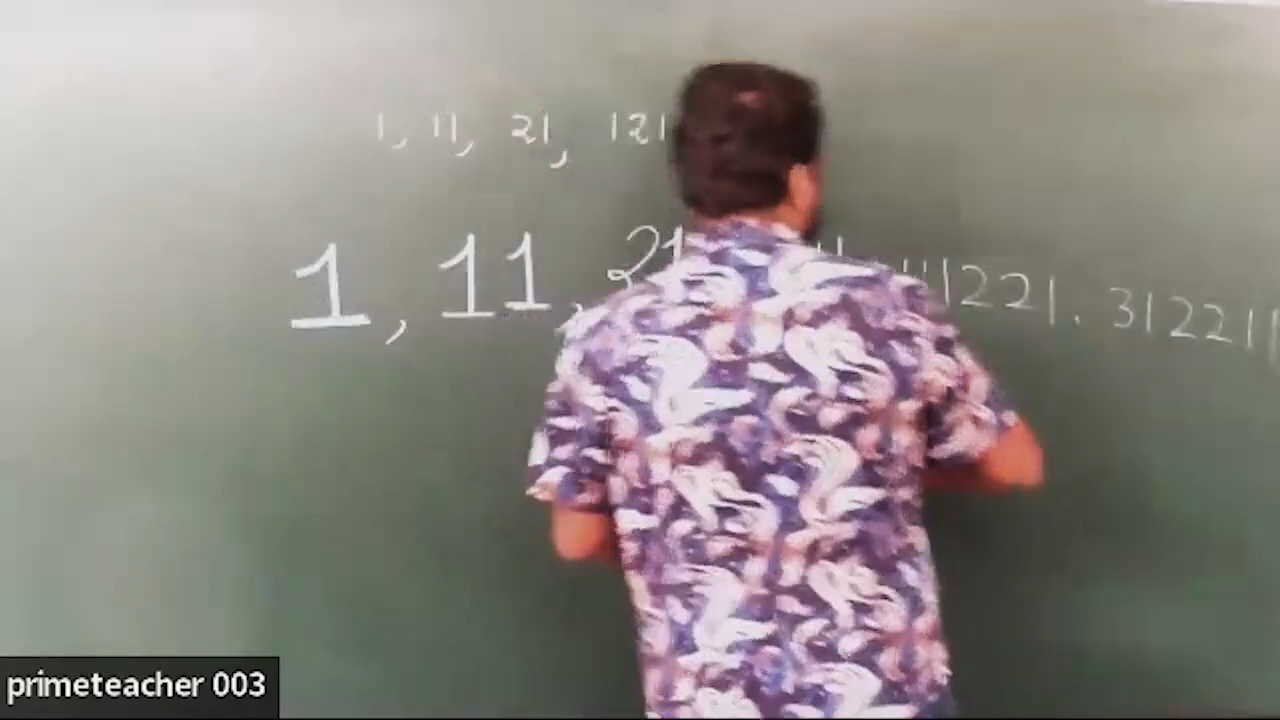 1, 11, 21, 121
1, 11, 21 111221. 312211
primeteacher 003